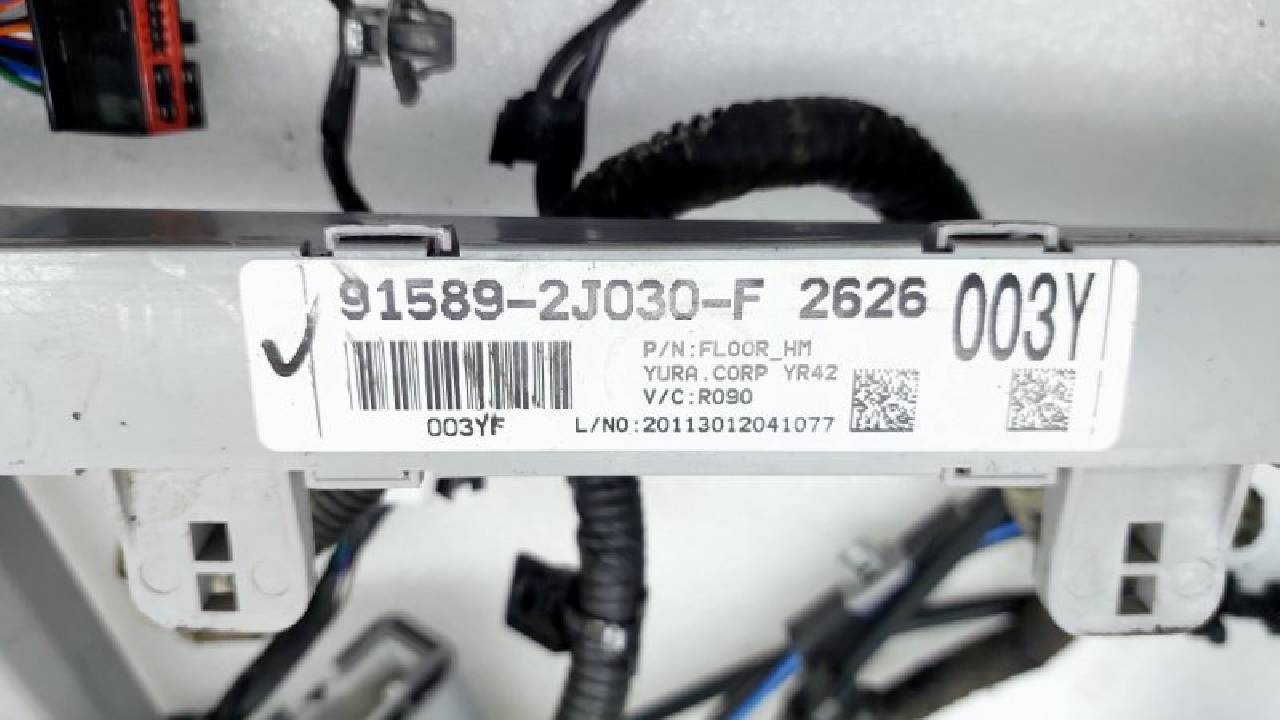 91589-2J030-F 2626 003Y
P/N:FLOOR_HM
YURA.CORP YR42
V/C:R090
003YF L/NO:20113012041077